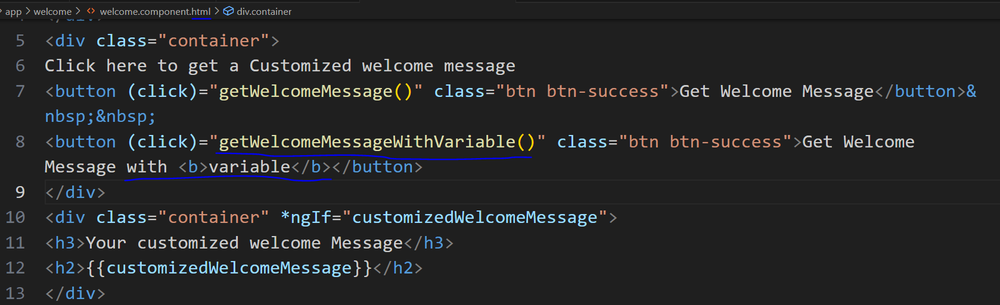 app > welcome > <> welcome.component.html > div.container
5 <div class="container">
6 Click here to get a Customized welcome message
7 <button (click)="getWelcomeMessage()" class="btn btn-success">Get Welcome Message</button>&
nbsp;&nbsp;
8 <button (click)="getWelcomeMessageWithVariable()" class="btn btn-success">Get Welcome
Message with <b>variable</b></button>
9 </div>
10 <div class="container" *ngIf="customizedWelcomeMessage">
11 <h3>Your customized welcome Message</h3>
12 <h2>{{customizedWelcomeMessage}}</h2>
13 </div>